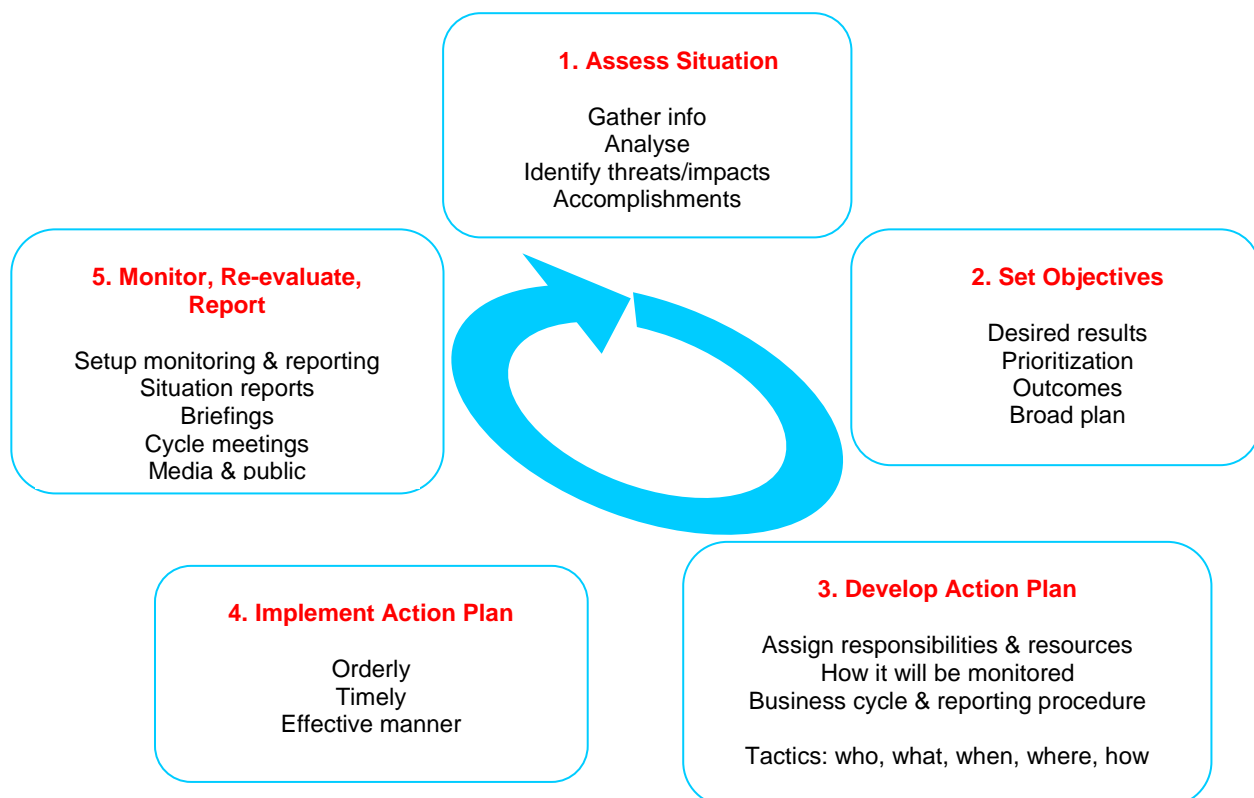 1. Assess Situation
Gather info
Analyse
Identify threats/impacts
Accomplishments
2. Set Objectives
Desired results
Prioritization
Outcomes
Broad plan
3. Develop Action Plan
Assign responsibilities & resources
How it will be monitored
Business cycle & reporting procedure
Tactics: who, what, when, where, how
4. Implement Action Plan
Orderly
Timely
Effective manner
5. Monitor, Re-evaluate,
Report
Setup monitoring & reporting
Situation reports
Briefings
Cycle meetings
Media & public